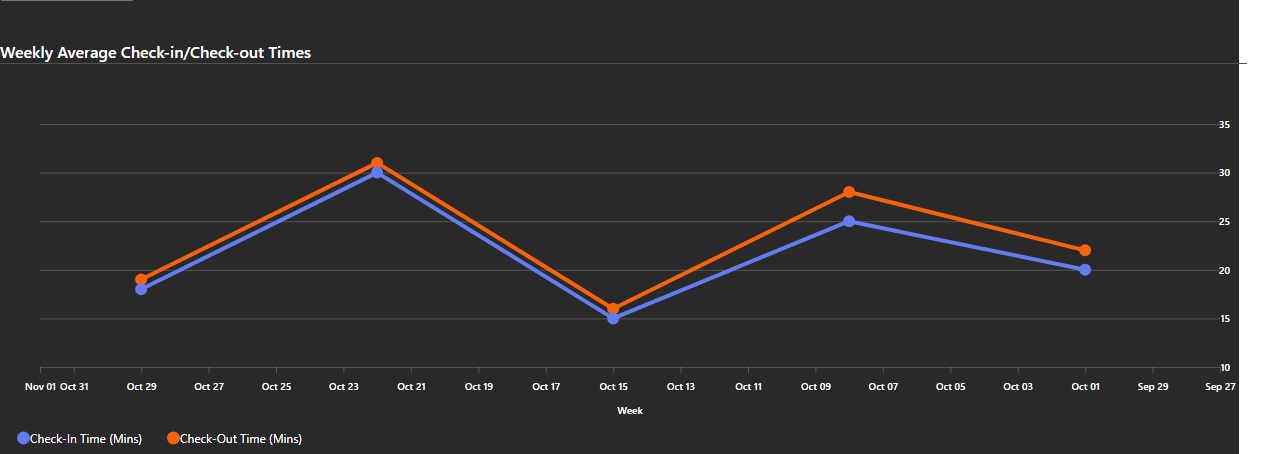 Weekly Average Check-in/Check-out Times
35
30
25
20
15
10
Nov 01 Oct 31 Oct 29 Oct 27 Oct 25 Oct 23 Oct 21 Oct 19 Oct 17 Oct 15 Oct 13 Oct 11 Oct 09 Oct 07 Oct 05 Oct 03 Oct 01 Sep 29 Sep 27
Week
Check-In Time (Mins) Check-Out Time (Mins)